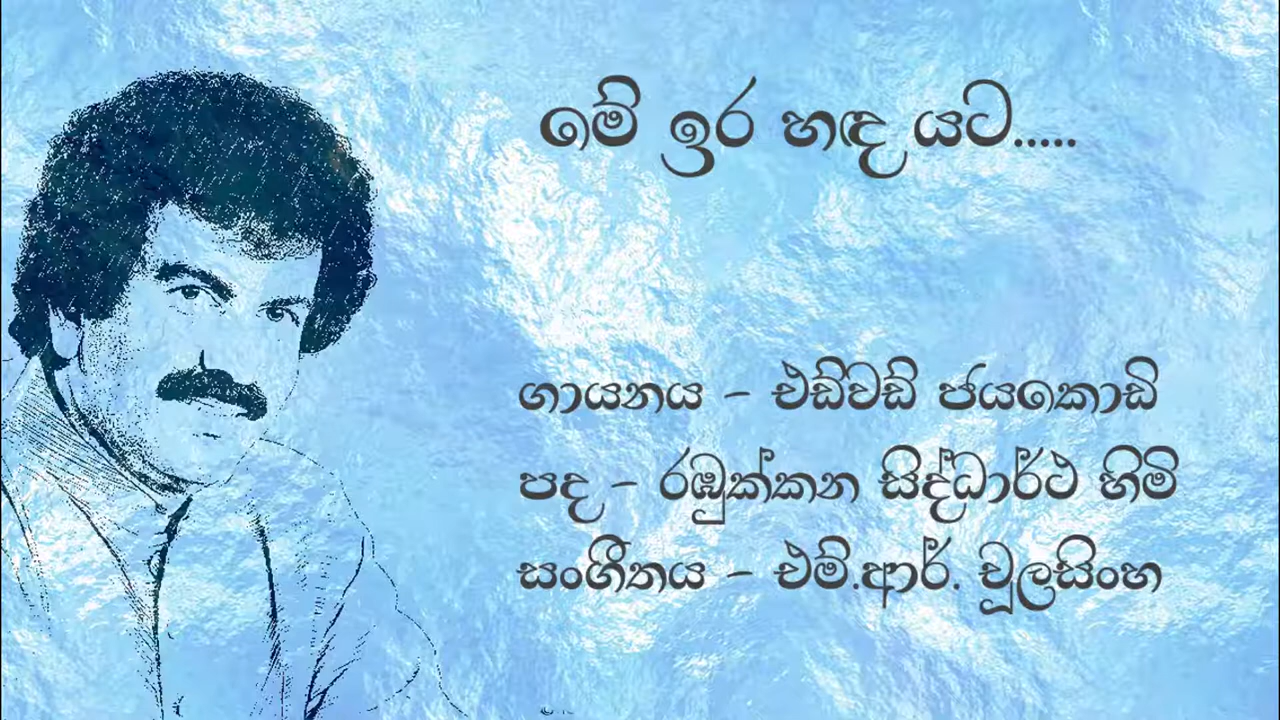 මේ ඉර හඳ යට.....
ගායනය - එඩ්වඩ් ජයකොඩි
පද - රඹුක්කන සිද්ධාර්ථ හිමි
සංගීතය - එම්.ආර්. චූලසිංහ